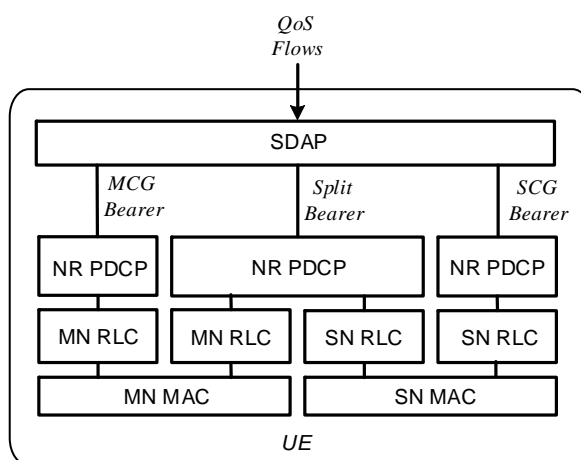 QoS
Flows
SDAP
MCG
Bearer
Split
Bearer
SCG
Bearer
NR PDCP
NR PDCP
NR PDCP
MN RLC
MN RLC
SN RLC
SN RLC
MN MAC
SN MAC
UE